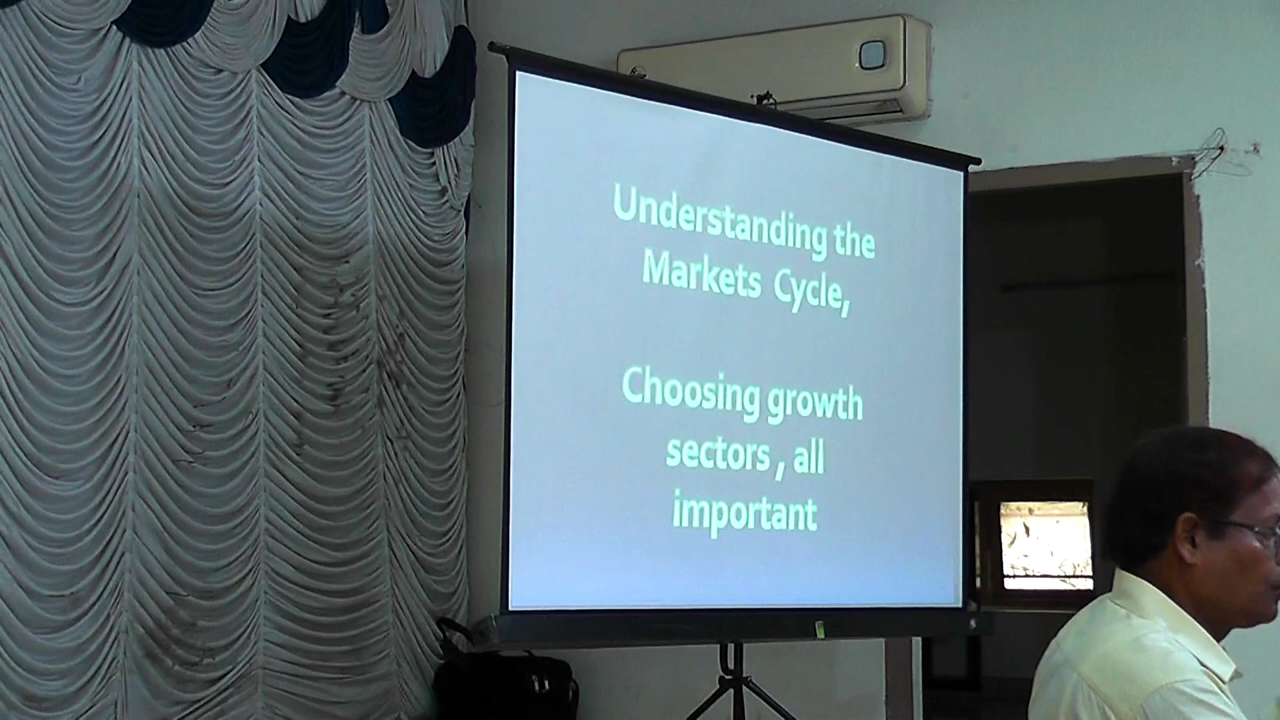 Understanding the
Markets Cycle,
Choosing growth
sectors , all
important